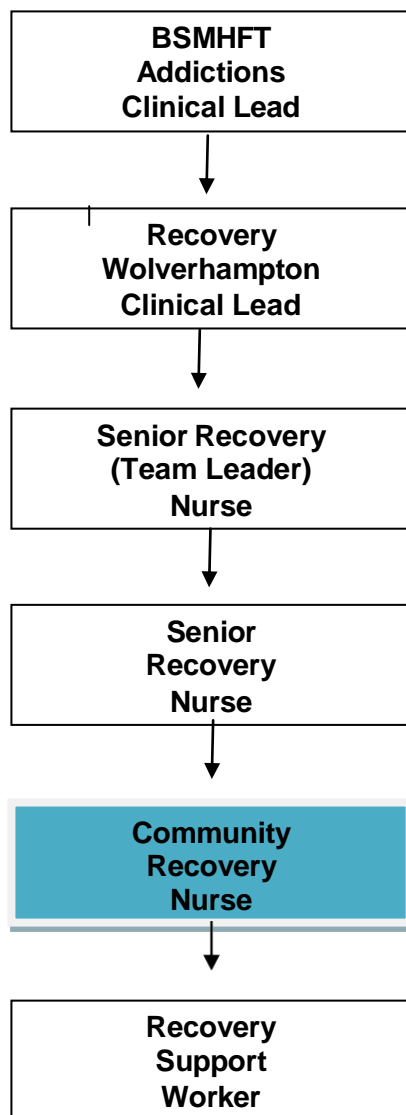 BSMHFT
Addictions
Clinical Lead
Recovery
Wolverhampton
Clinical Lead
Senior Recovery
(Team Leader)
Nurse
Senior
Recovery
Nurse
Community
Recovery
Nurse
Recovery
Support
Worker